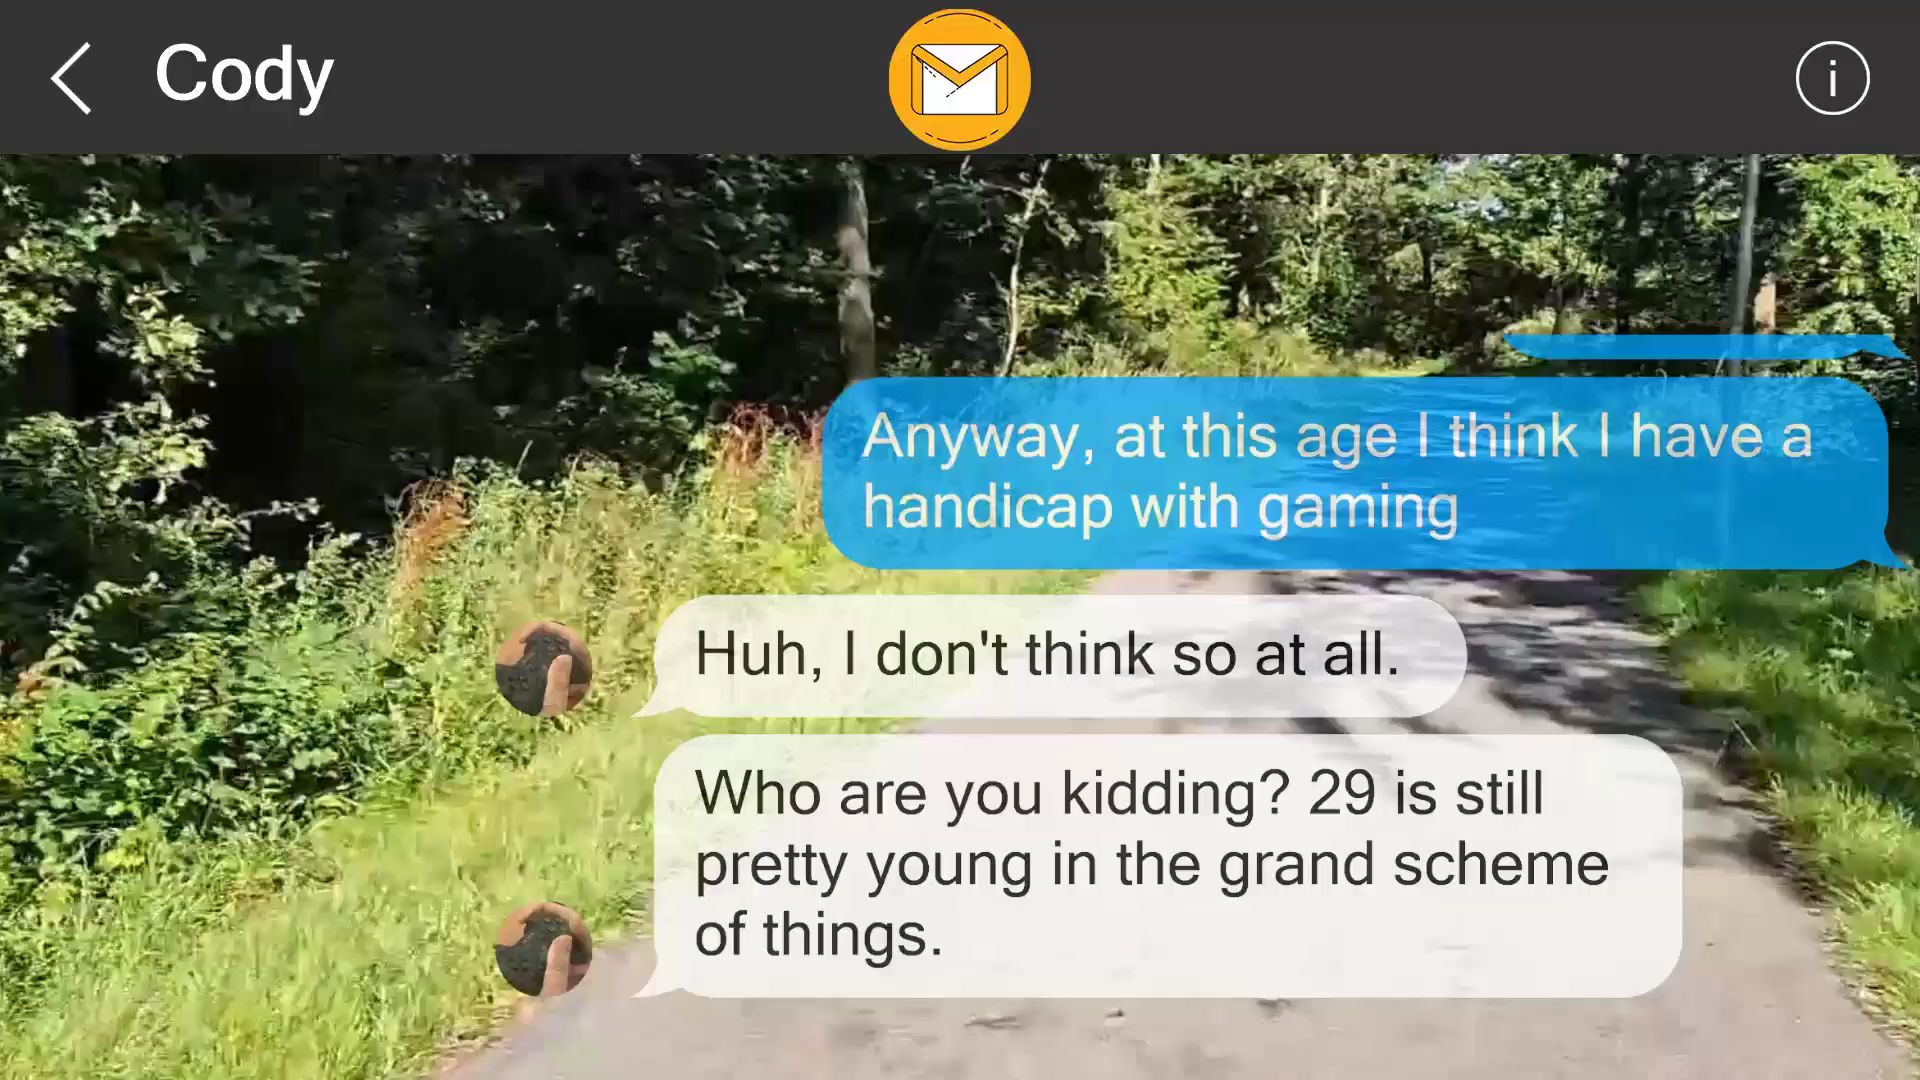 Cody
Anyway, at this age I think I have a
handicap with gaming
Huh, I don't think so at all.
Who are you kidding? 29 is still
pretty young in the grand scheme
of things.